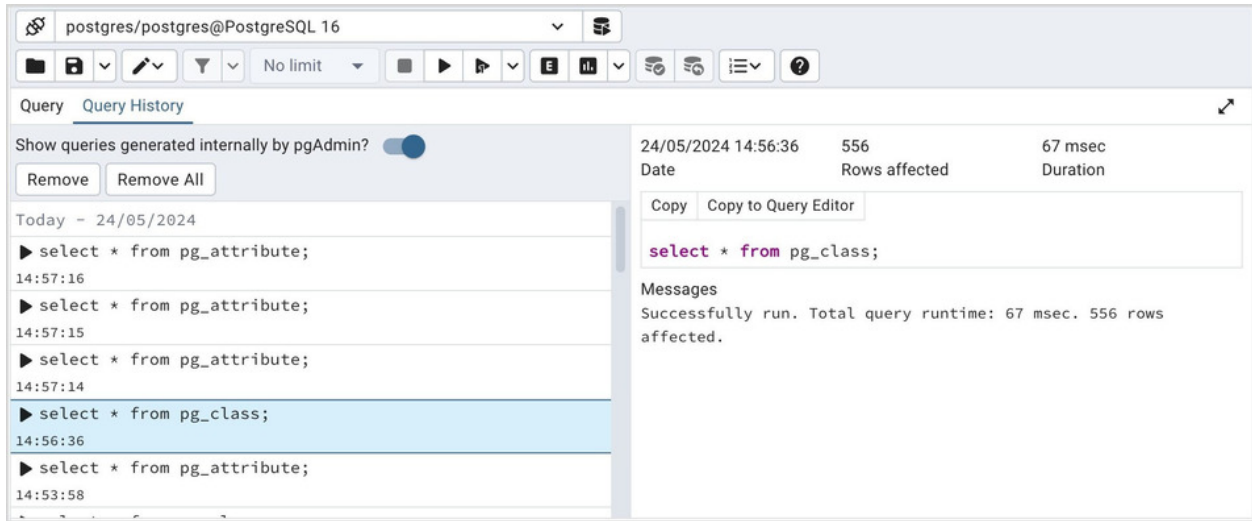 postgres/postgres@PostgreSQL 16
No limit
E
Query Query History
Show queries generated internally by pgAdmin?
Remove Remove All
Today - 24/05/2024
select * from pg_attribute;
14:57:16
select * from pg_attribute;
14:57:15
select * from pg_attribute;
14:57:14
select * from pg_class;
14:56:36
select * from pg_attribute;
14:53:58
24/05/2024 14:56:36 556 67 msec
Date Rows affected Duration
Copy Copy to Query Editor
select * from pg_class;
Messages
Successfully run. Total query runtime: 67 msec. 556 rows
affected.